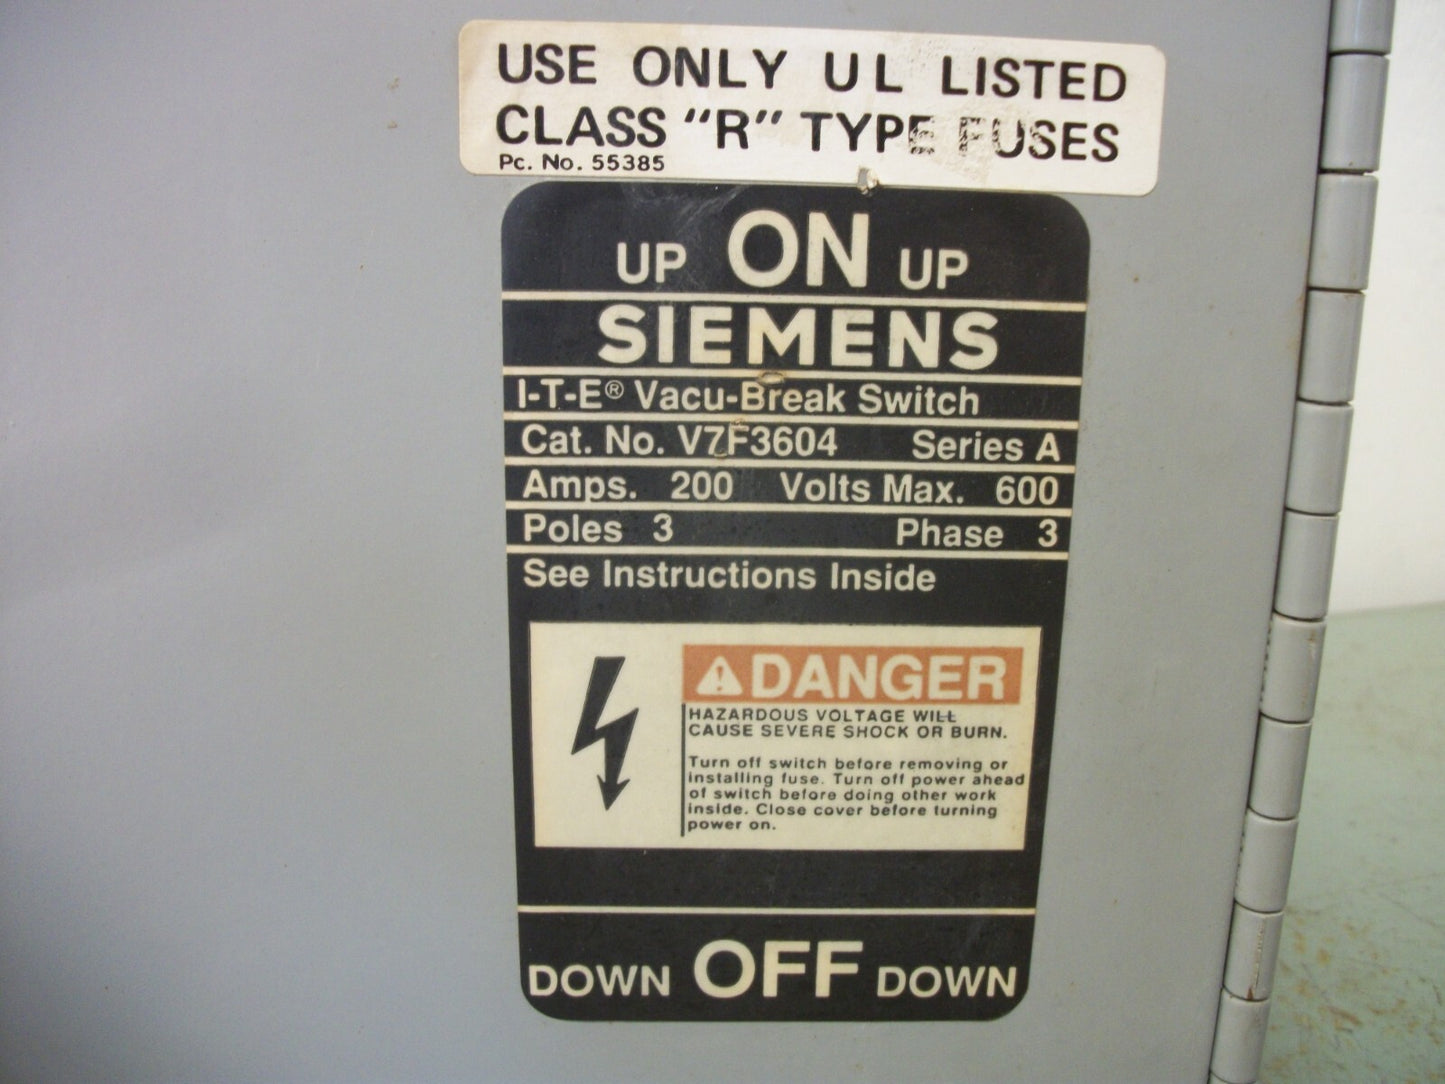 USE ONLY UL LISTED
CLASS "R" TYPE FUSES
Pc. No. 55385
UP ON UP
SIEMENS
I-T-E® Vacu-Break Switch
Cat. No. V7F3604 Series A
Amps. 200 Volts Max. 600
Poles 3 Phase 3
See Instructions Inside
DANGER
HAZARDOUS VOLTAGE WILL
CAUSE SEVERE SHOCK OR BURN.
Turn off switch before removing or
installing fuse. Turn off power ahead
of switch before doing other work
inside. Close cover before turning
power on.
DOWN OFF DOWN